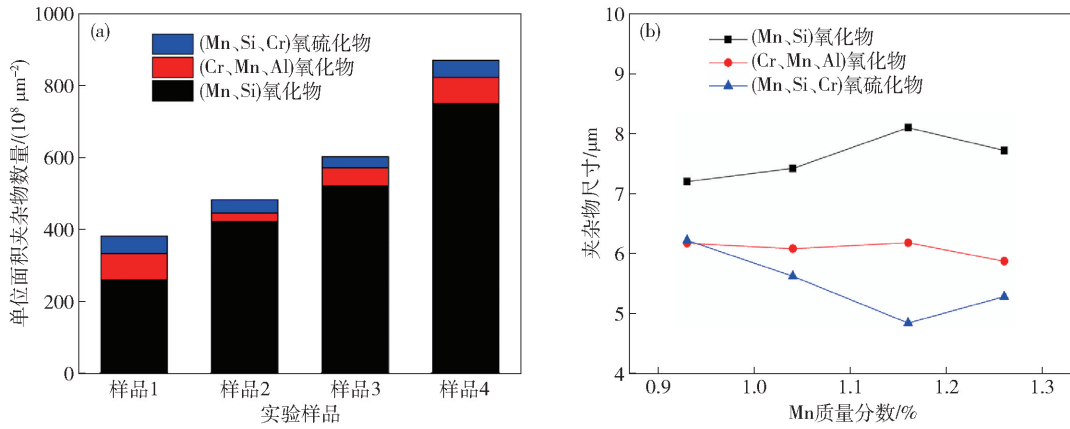 (a)
(Mn、Si、Cr)氧硫化物
(Cr、Mn、Al)氧化物
(Mn、Si)氧化物
单位面积夹杂物数量/(10⁸ μm⁻²)
1000
800
600
400
200
0
样品1 样品2 样品3 样品4
实验样品
(b)
(Mn、Si)氧化物
(Cr、Mn、Al)氧化物
(Mn、Si、Cr)氧硫化物
夹杂物尺寸/μm
10
9
8
7
6
5
4
0.9 1.0 1.1 1.2 1.3
Mn质量分数/%